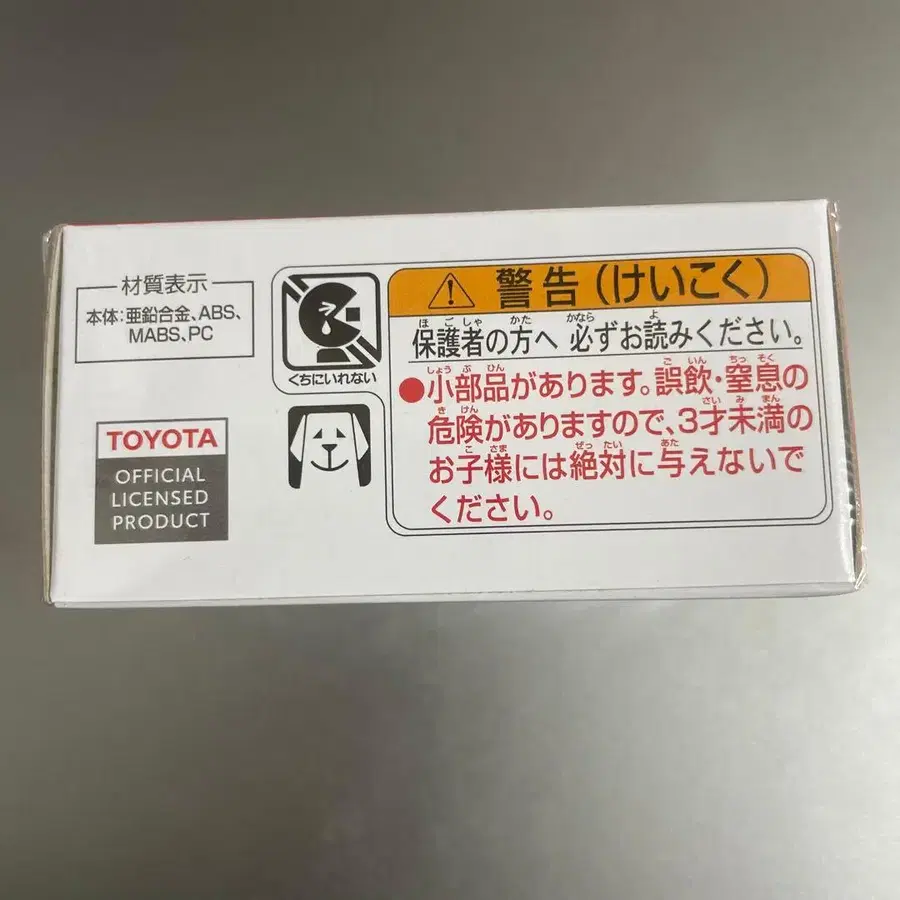 材質表示
本体:亜鉛合金、ABS、
MABS、PC
TOYOTA
OFFICIAL
LICENSED
PRODUCT
くちにいれない
警告(けいこく)
ほごしゃ かた かなら よ
保護者の方へ 必ずお読みください。
しょうぶひん ごいん ちっそく
●小部品があります。誤飲・窒息の
きけん さいみまん
危険がありますので、3才未満の
こさま ぜったい あた
お子様には絶対に与えないで
ください。